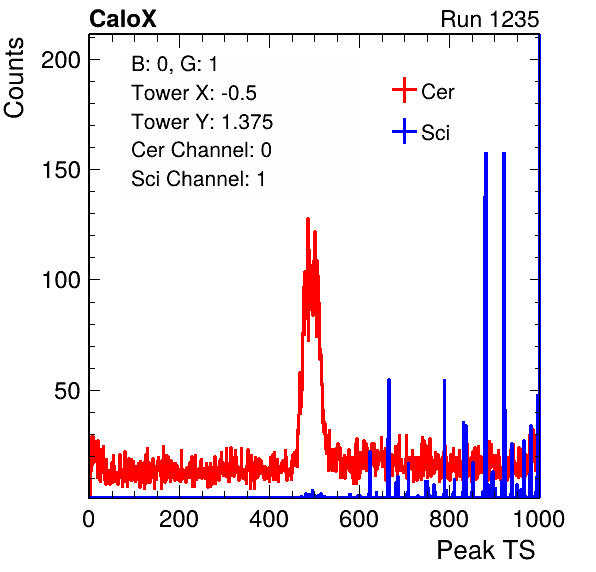 CaloX Run 1235
Counts
B: 0, G: 1
Tower X: -0.5
Tower Y: 1.375
Cer Channel: 0
Sci Channel: 1
Cer
Sci
200
150
100
50
0 200 400 600 800 1000
Peak TS